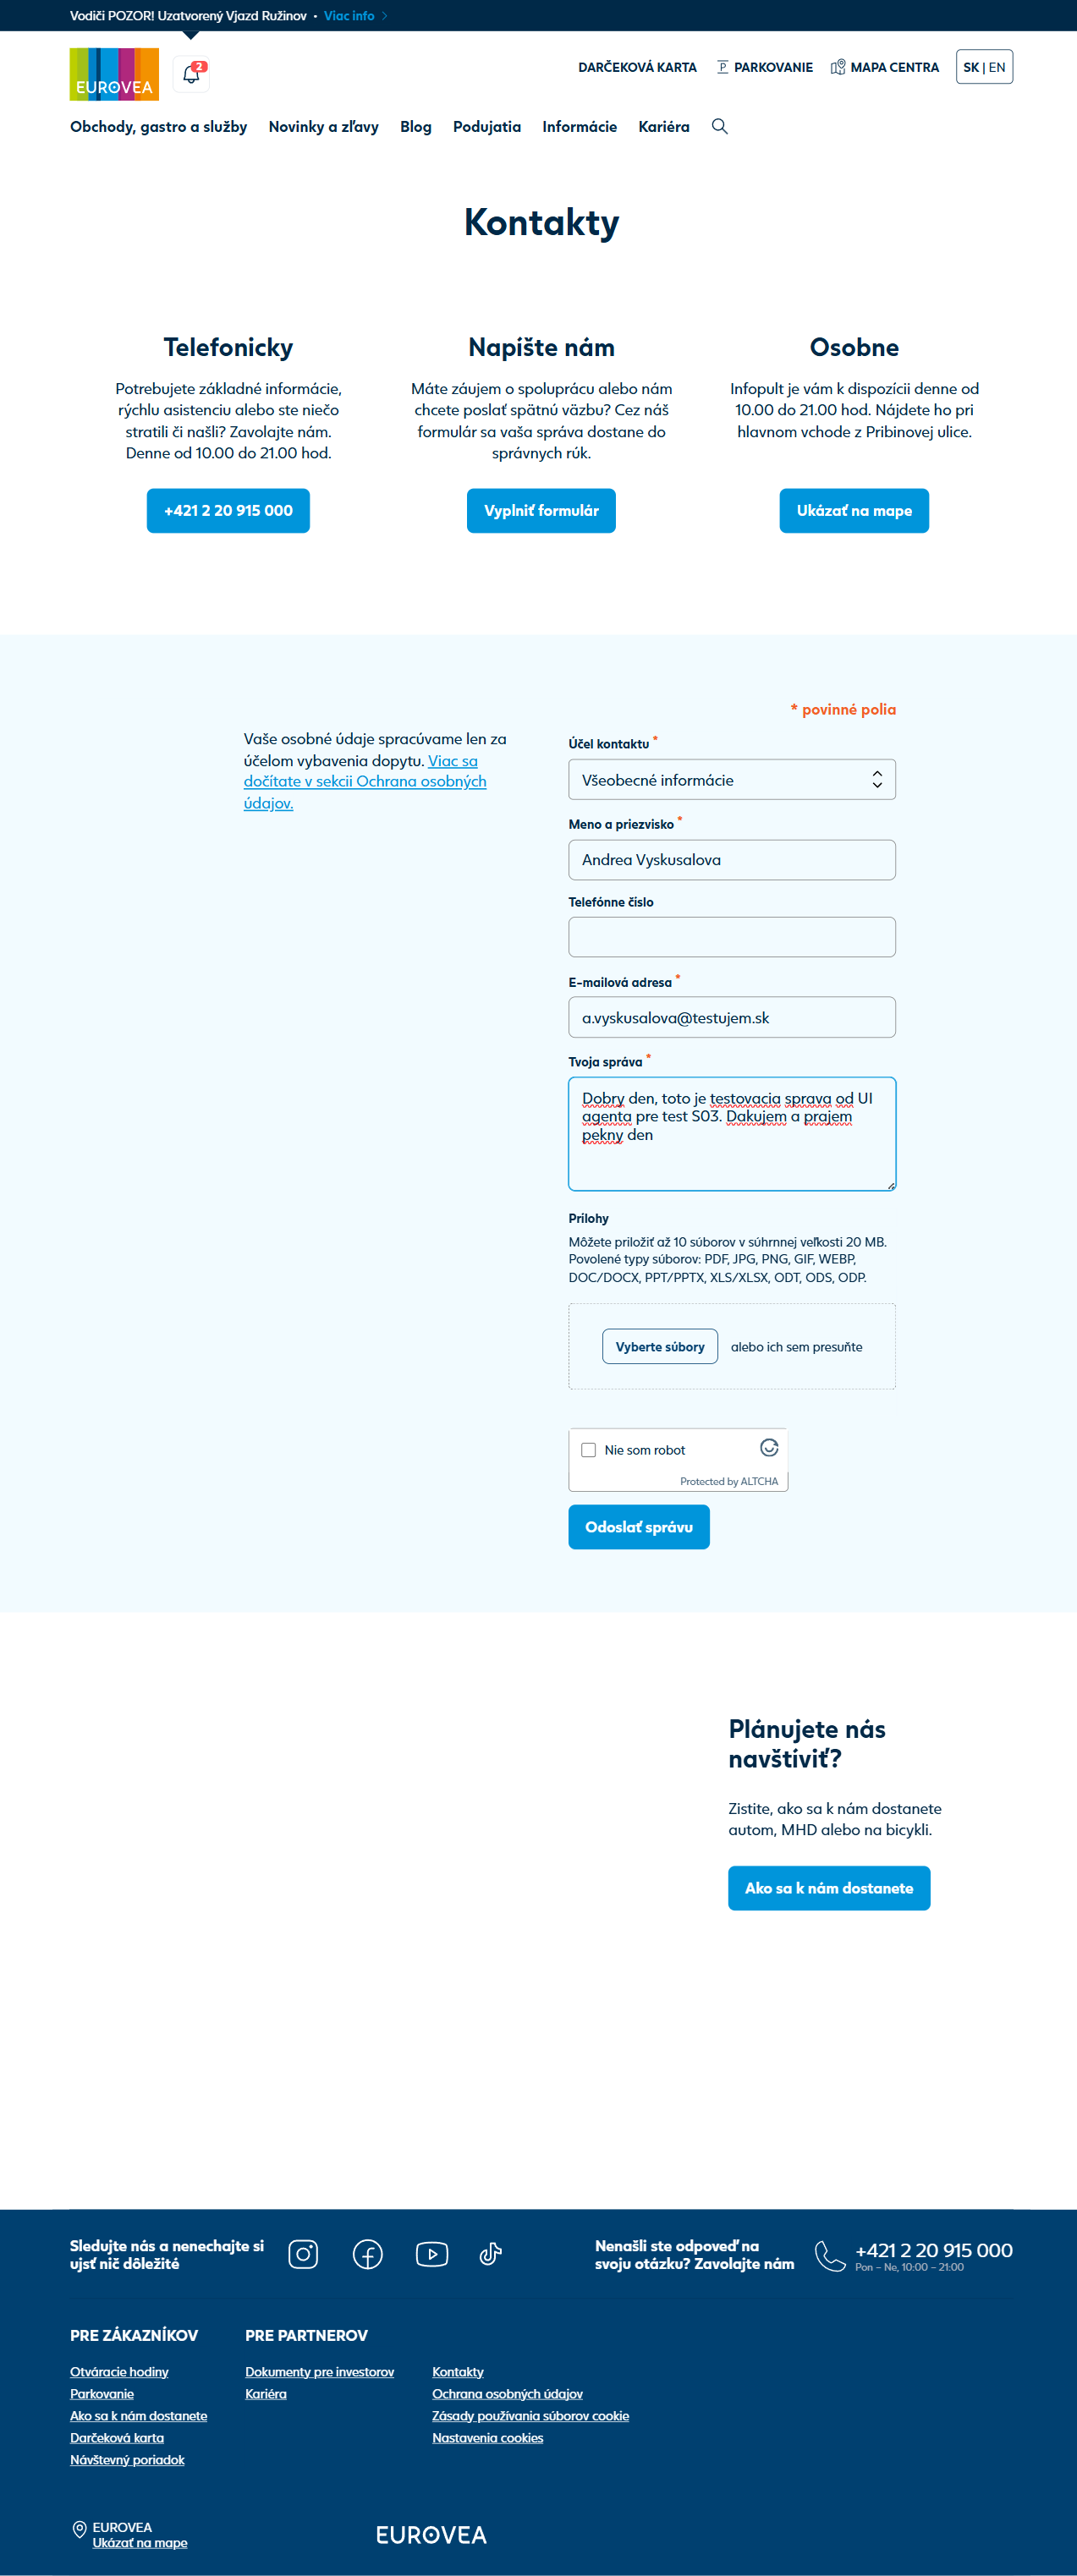 Vodiči POZOR! Uzatvorený Vjazd Ružinov • Viac info
EUROVEA
2
DARČEKOVÁ KARTA
P PARKOVANIE
MAPA CENTRA
SK | EN
Obchody, gastro a služby
Novinky a zľavy
Blog
Podujatia
Informácie
Kariéra
Kontakty
Telefonicky
Potrebujete základné informácie,
rýchlu asistenciu alebo ste niečo
stratili či našli? Zavolajte nám.
Denne od 10.00 do 21.00 hod.
+421 2 20 915 000
Napíšte nám
Máte záujem o spoluprácu alebo nám
chcete poslať spätnú väzbu? Cez náš
formulár sa vaša správa dostane do
správnych rúk.
Vyplniť formulár
Osobne
Infopult je vám k dispozícii denne od
10.00 do 21.00 hod. Nájdete ho pri
hlavnom vchode z Pribinovej ulice.
Ukázať na mape
Vaše osobné údaje spracúvame len za
účelom vybavenia dopytu. Viac sa
dočítate v sekcii Ochrana osobných
údajov.
* povinné polia
Účel kontaktu *
Všeobecné informácie
Meno a priezvisko *
Andrea Vyskusalova
Telefónne číslo
E-mailová adresa *
a.vyskusalova@testujem.sk
Tvoja správa *
Dobry den, toto je testovacia sprava od UI
agenta pre test S03. Dakujem a prajem
pekny den
Prílohy
Môžete priložiť až 10 súborov v súhrnnej veľkosti 20 MB.
Povolené typy súborov: PDF, JPG, PNG, GIF, WEBP,
DOC/DOCX, PPT/PPTX, XLS/XLSX, ODT, ODS, ODP.
Vyberte súbory
alebo ich sem presuňte
Nie som robot
Protected by ALTCHA
Odoslať správu
Plánujete nás
navštíviť?
Zistite, ako sa k nám dostanete
autom, MHD alebo na bicykli.
Ako sa k nám dostanete
Sledujte nás a nenechajte si
ujsť nič dôležité
Nenašli ste odpoveď na
svoju otázku? Zavolajte nám
+421 2 20 915 000
Pon – Ne, 10:00 – 21:00
PRE ZÁKAZNÍKOV
Otváracie hodiny
Parkovanie
Ako sa k nám dostanete
Darčeková karta
Návštevný poriadok
PRE PARTNEROV
Dokumenty pre investorov
Kariéra
Kontakty
Ochrana osobných údajov
Zásady používania súborov cookie
Nastavenia cookies
EUROVEA
Ukázať na mape
EUROVEA